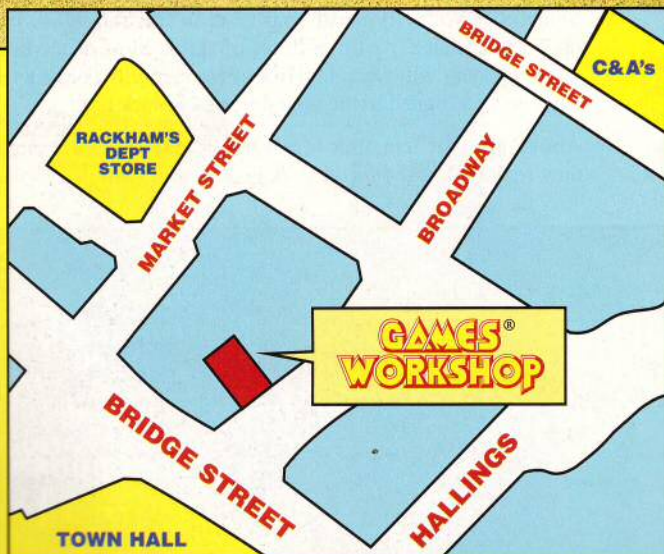 BRIDGE STREET
C&A's
RACKHAM'S
DEPT
STORE
MARKET STREET
BROADWAY
GAMES®
WORKSHOP
BRIDGE STREET
HALLINGS
TOWN HALL